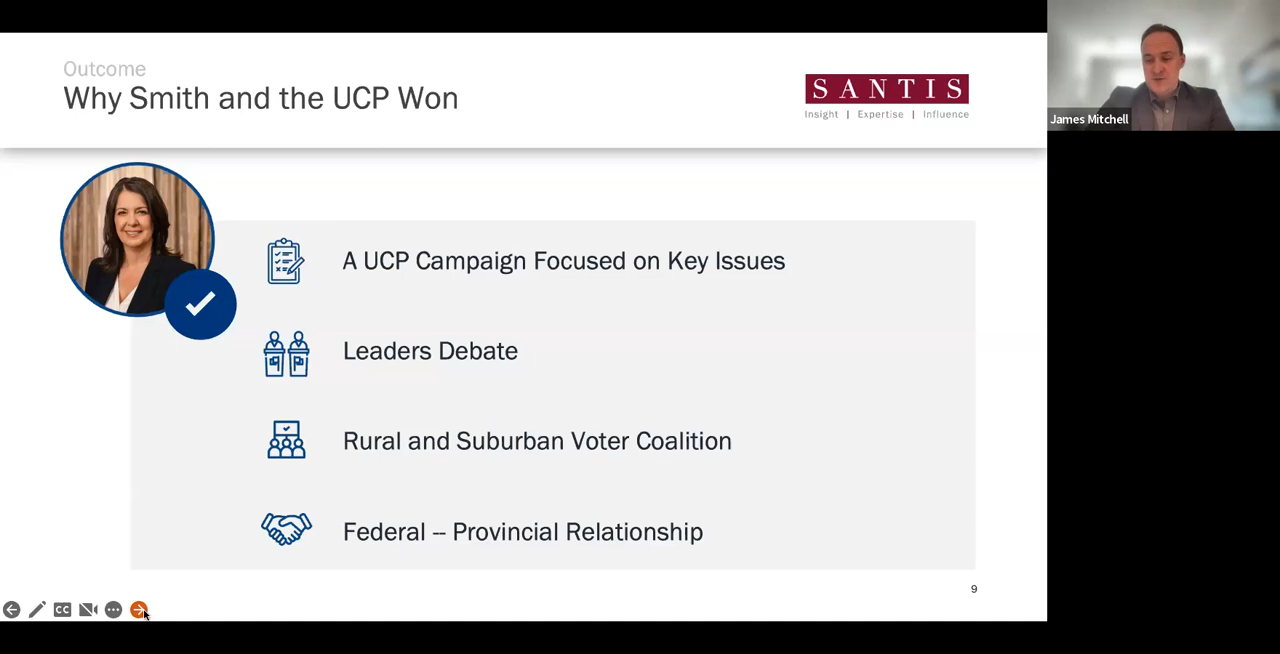 Outcome
Why Smith and the UCP Won
SANTIS
Insight | Expertise | Influence
James Mitchell
A UCP Campaign Focused on Key Issues
Leaders Debate
Rural and Suburban Voter Coalition
Federal -- Provincial Relationship
9
CC